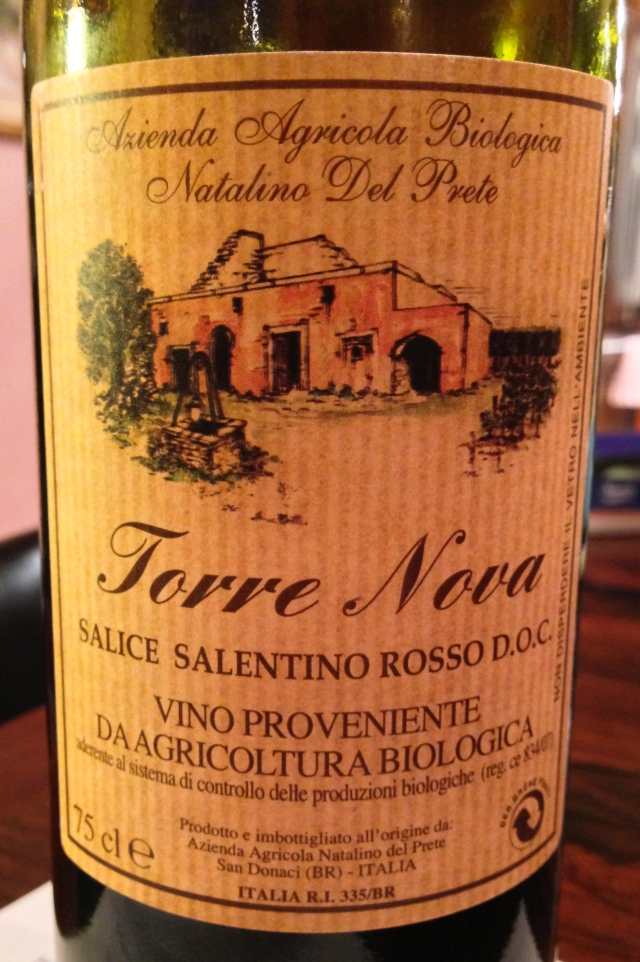 Azienda Agricola Biologica
Natalino Del Prete
Torre Nova
SALICE SALENTINO ROSSO D.O.C.
VINO PROVENIENTE
DA AGRICOLTURA BIOLOGICA
aderente al sistema di controllo delle produzioni biologiche (reg. ce 834/07)
75 cl e
Prodotto e imbottigliato all'origine da:
Azienda Agricola Natalino del Prete
San Donaci (BR) - ITALIA
ITALIA R.I. 335/BR
NON DISPERDERE IL VETRO NELL'AMBIENTE
DER GRÜNE